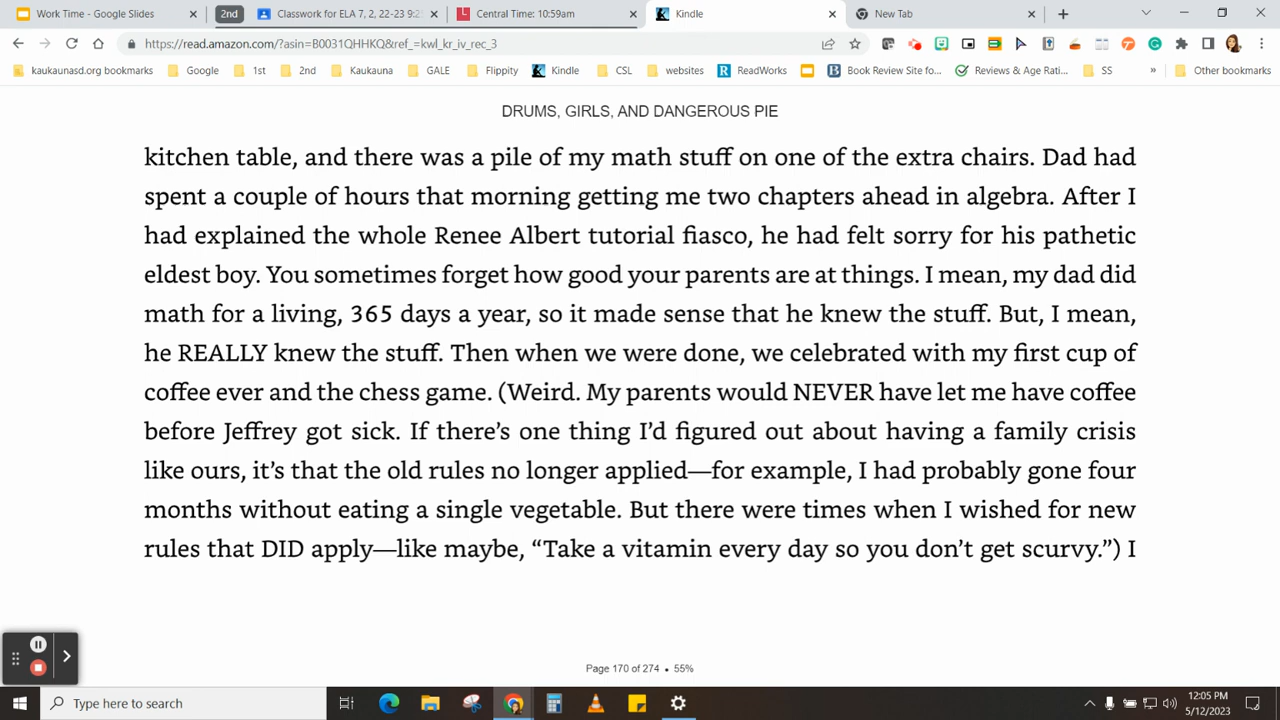 Work Time - Google Slides
2nd
Classwork for ELA 7, 2, 22-23 9:2
Central Time: 10:59am
Kindle
New Tab
https://read.amazon.com/?asin=B0031QHHKQ&ref_=kwl_kr_iv_rec_3
kaukaunasd.org bookmarks
Google
1st
2nd
Kaukauna
GALE
Flippity
Kindle
CSL
websites
ReadWorks
Book Review Site fo...
Reviews & Age Rati...
SS
»
Other bookmarks
DRUMS, GIRLS, AND DANGEROUS PIE
kitchen table, and there was a pile of my math stuff on one of the extra chairs. Dad had
spent a couple of hours that morning getting me two chapters ahead in algebra. After I
had explained the whole Renee Albert tutorial fiasco, he had felt sorry for his pathetic
eldest boy. You sometimes forget how good your parents are at things. I mean, my dad did
math for a living, 365 days a year, so it made sense that he knew the stuff. But, I mean,
he REALLY knew the stuff. Then when we were done, we celebrated with my first cup of
coffee ever and the chess game. (Weird. My parents would NEVER have let me have coffee
before Jeffrey got sick. If there’s one thing I’d figured out about having a family crisis
like ours, it’s that the old rules no longer applied—for example, I had probably gone four
months without eating a single vegetable. But there were times when I wished for new
rules that DID apply—like maybe, “Take a vitamin every day so you don’t get scurvy.”) I
Page 170 of 274 • 55%
Type here to search
12:05 PM
5/12/2023